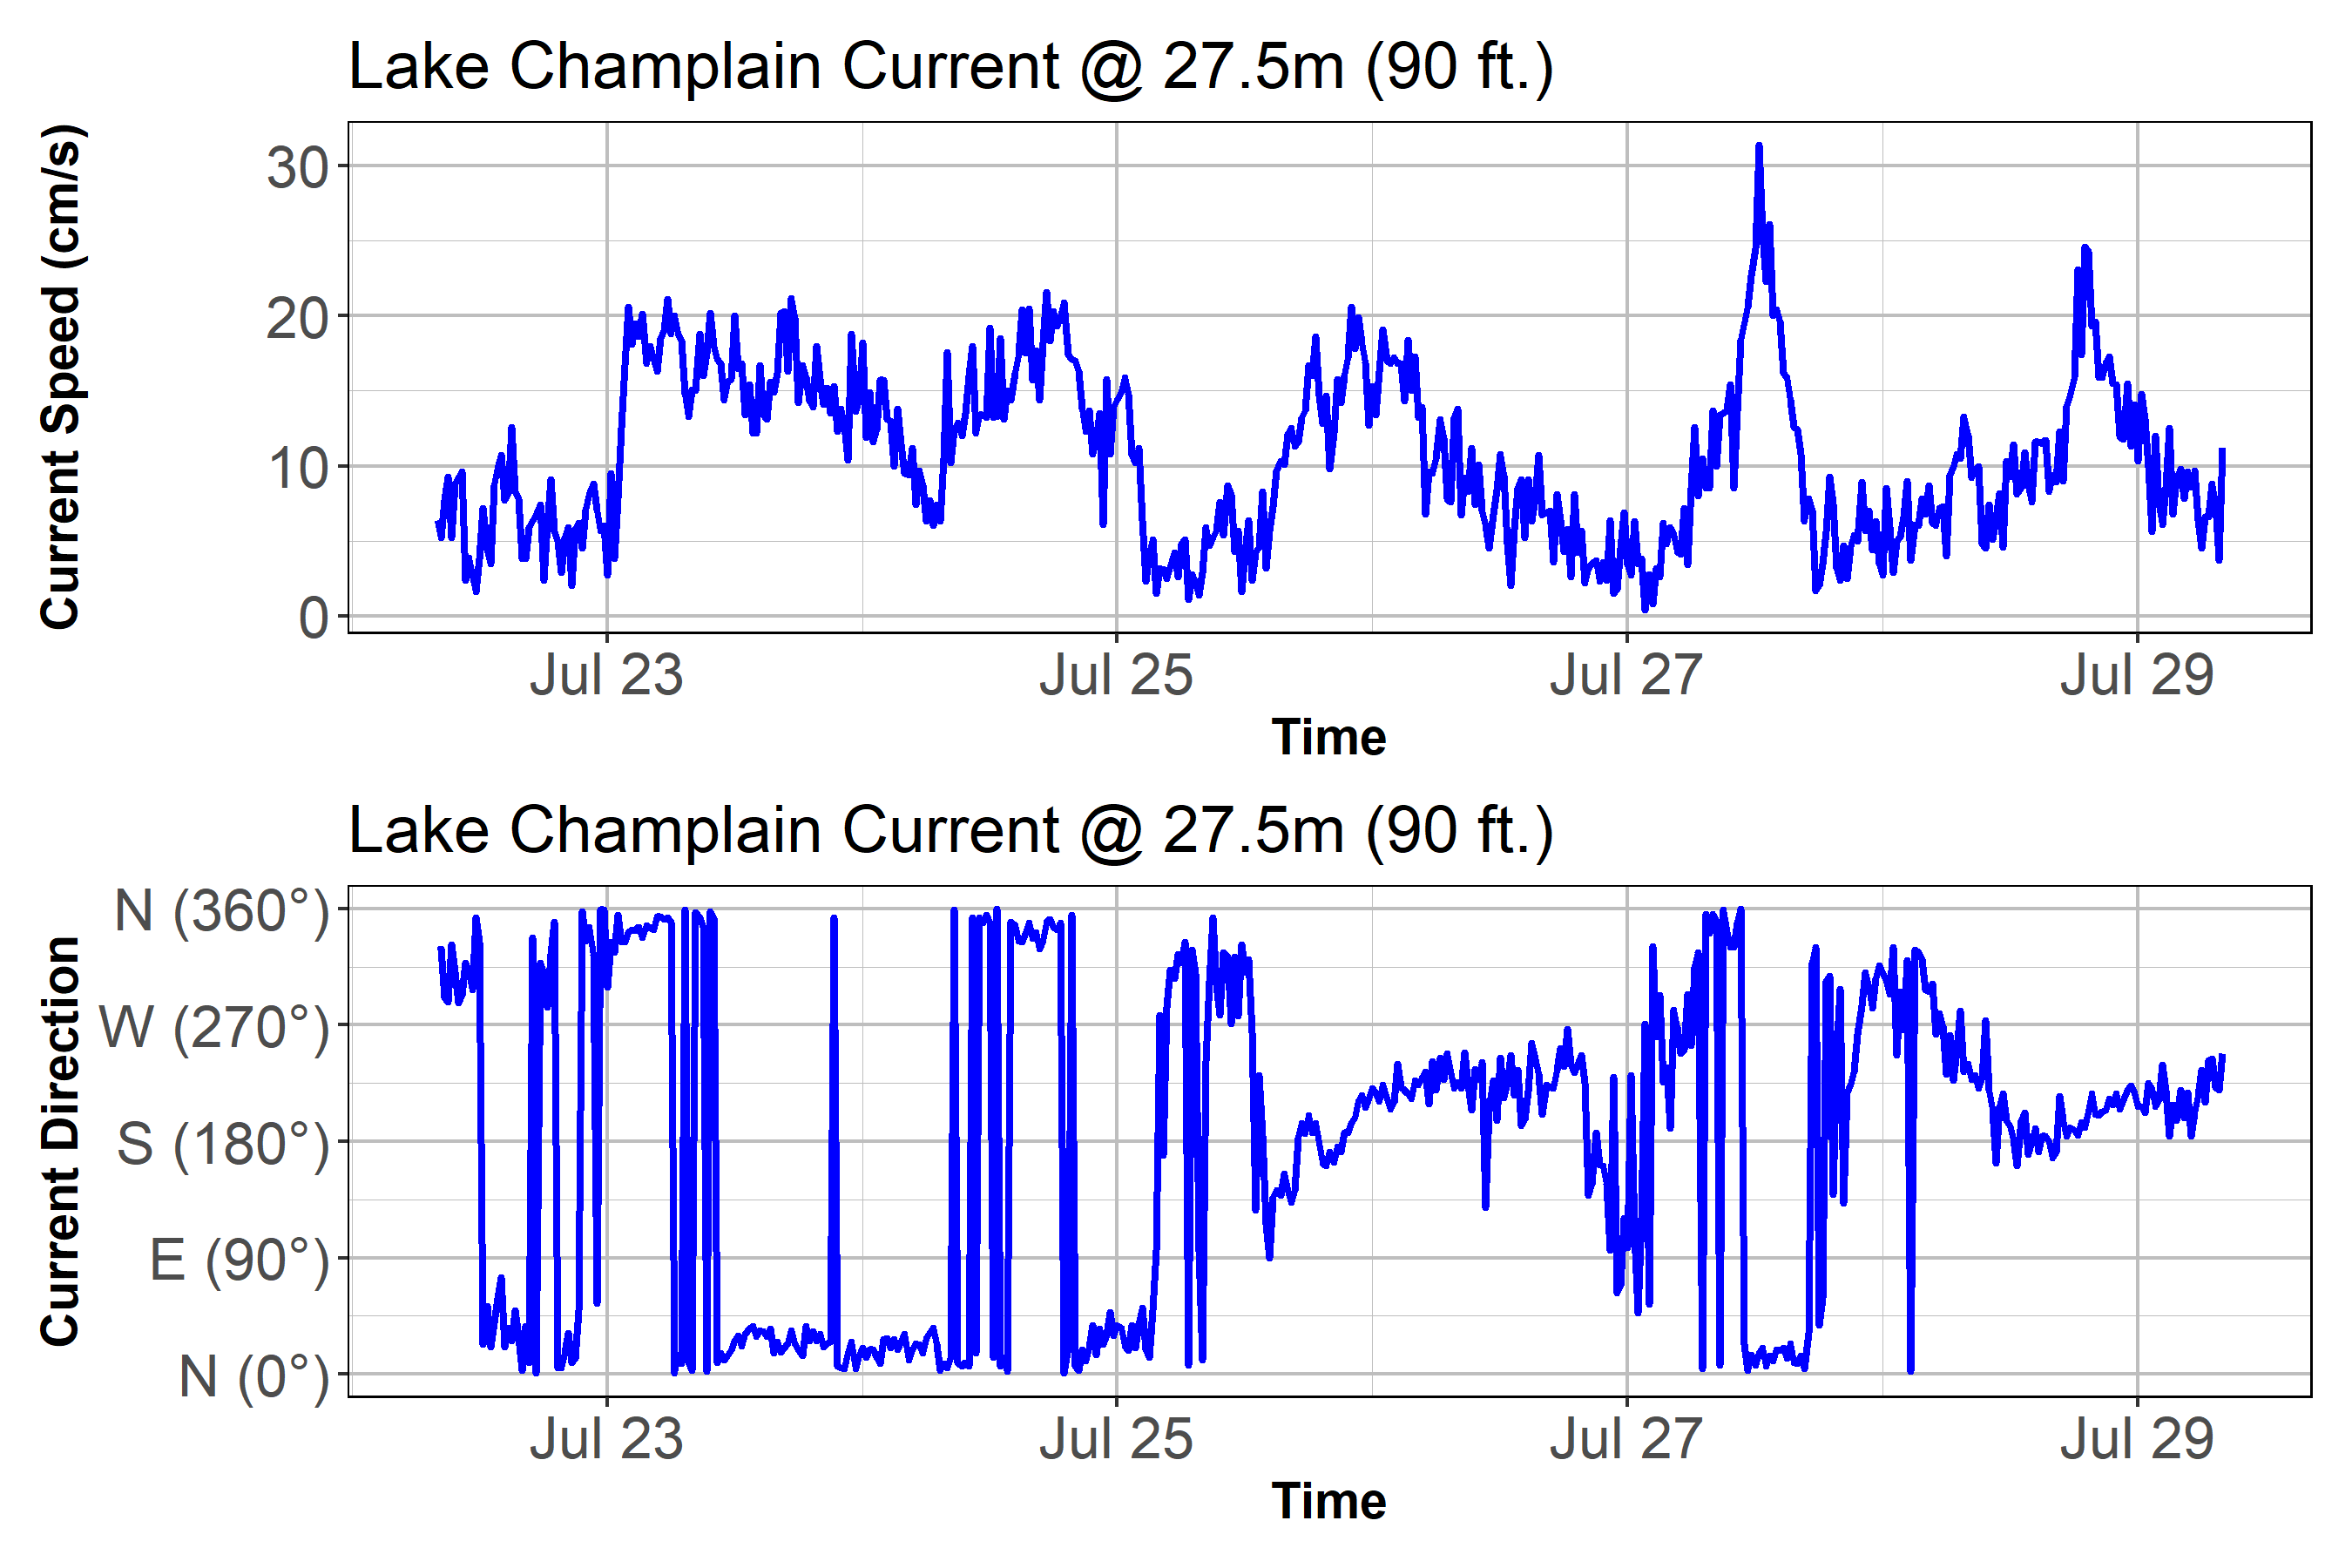 Lake Champlain Current @ 27.5m (90 ft.)
Current Speed (cm/s)
30
20
10
0
Jul 23 Jul 25 Jul 27 Jul 29
Time
Lake Champlain Current @ 27.5m (90 ft.)
Current Direction
N (360°)
W (270°)
S (180°)
E (90°)
N (0°)
Jul 23 Jul 25 Jul 27 Jul 29
Time